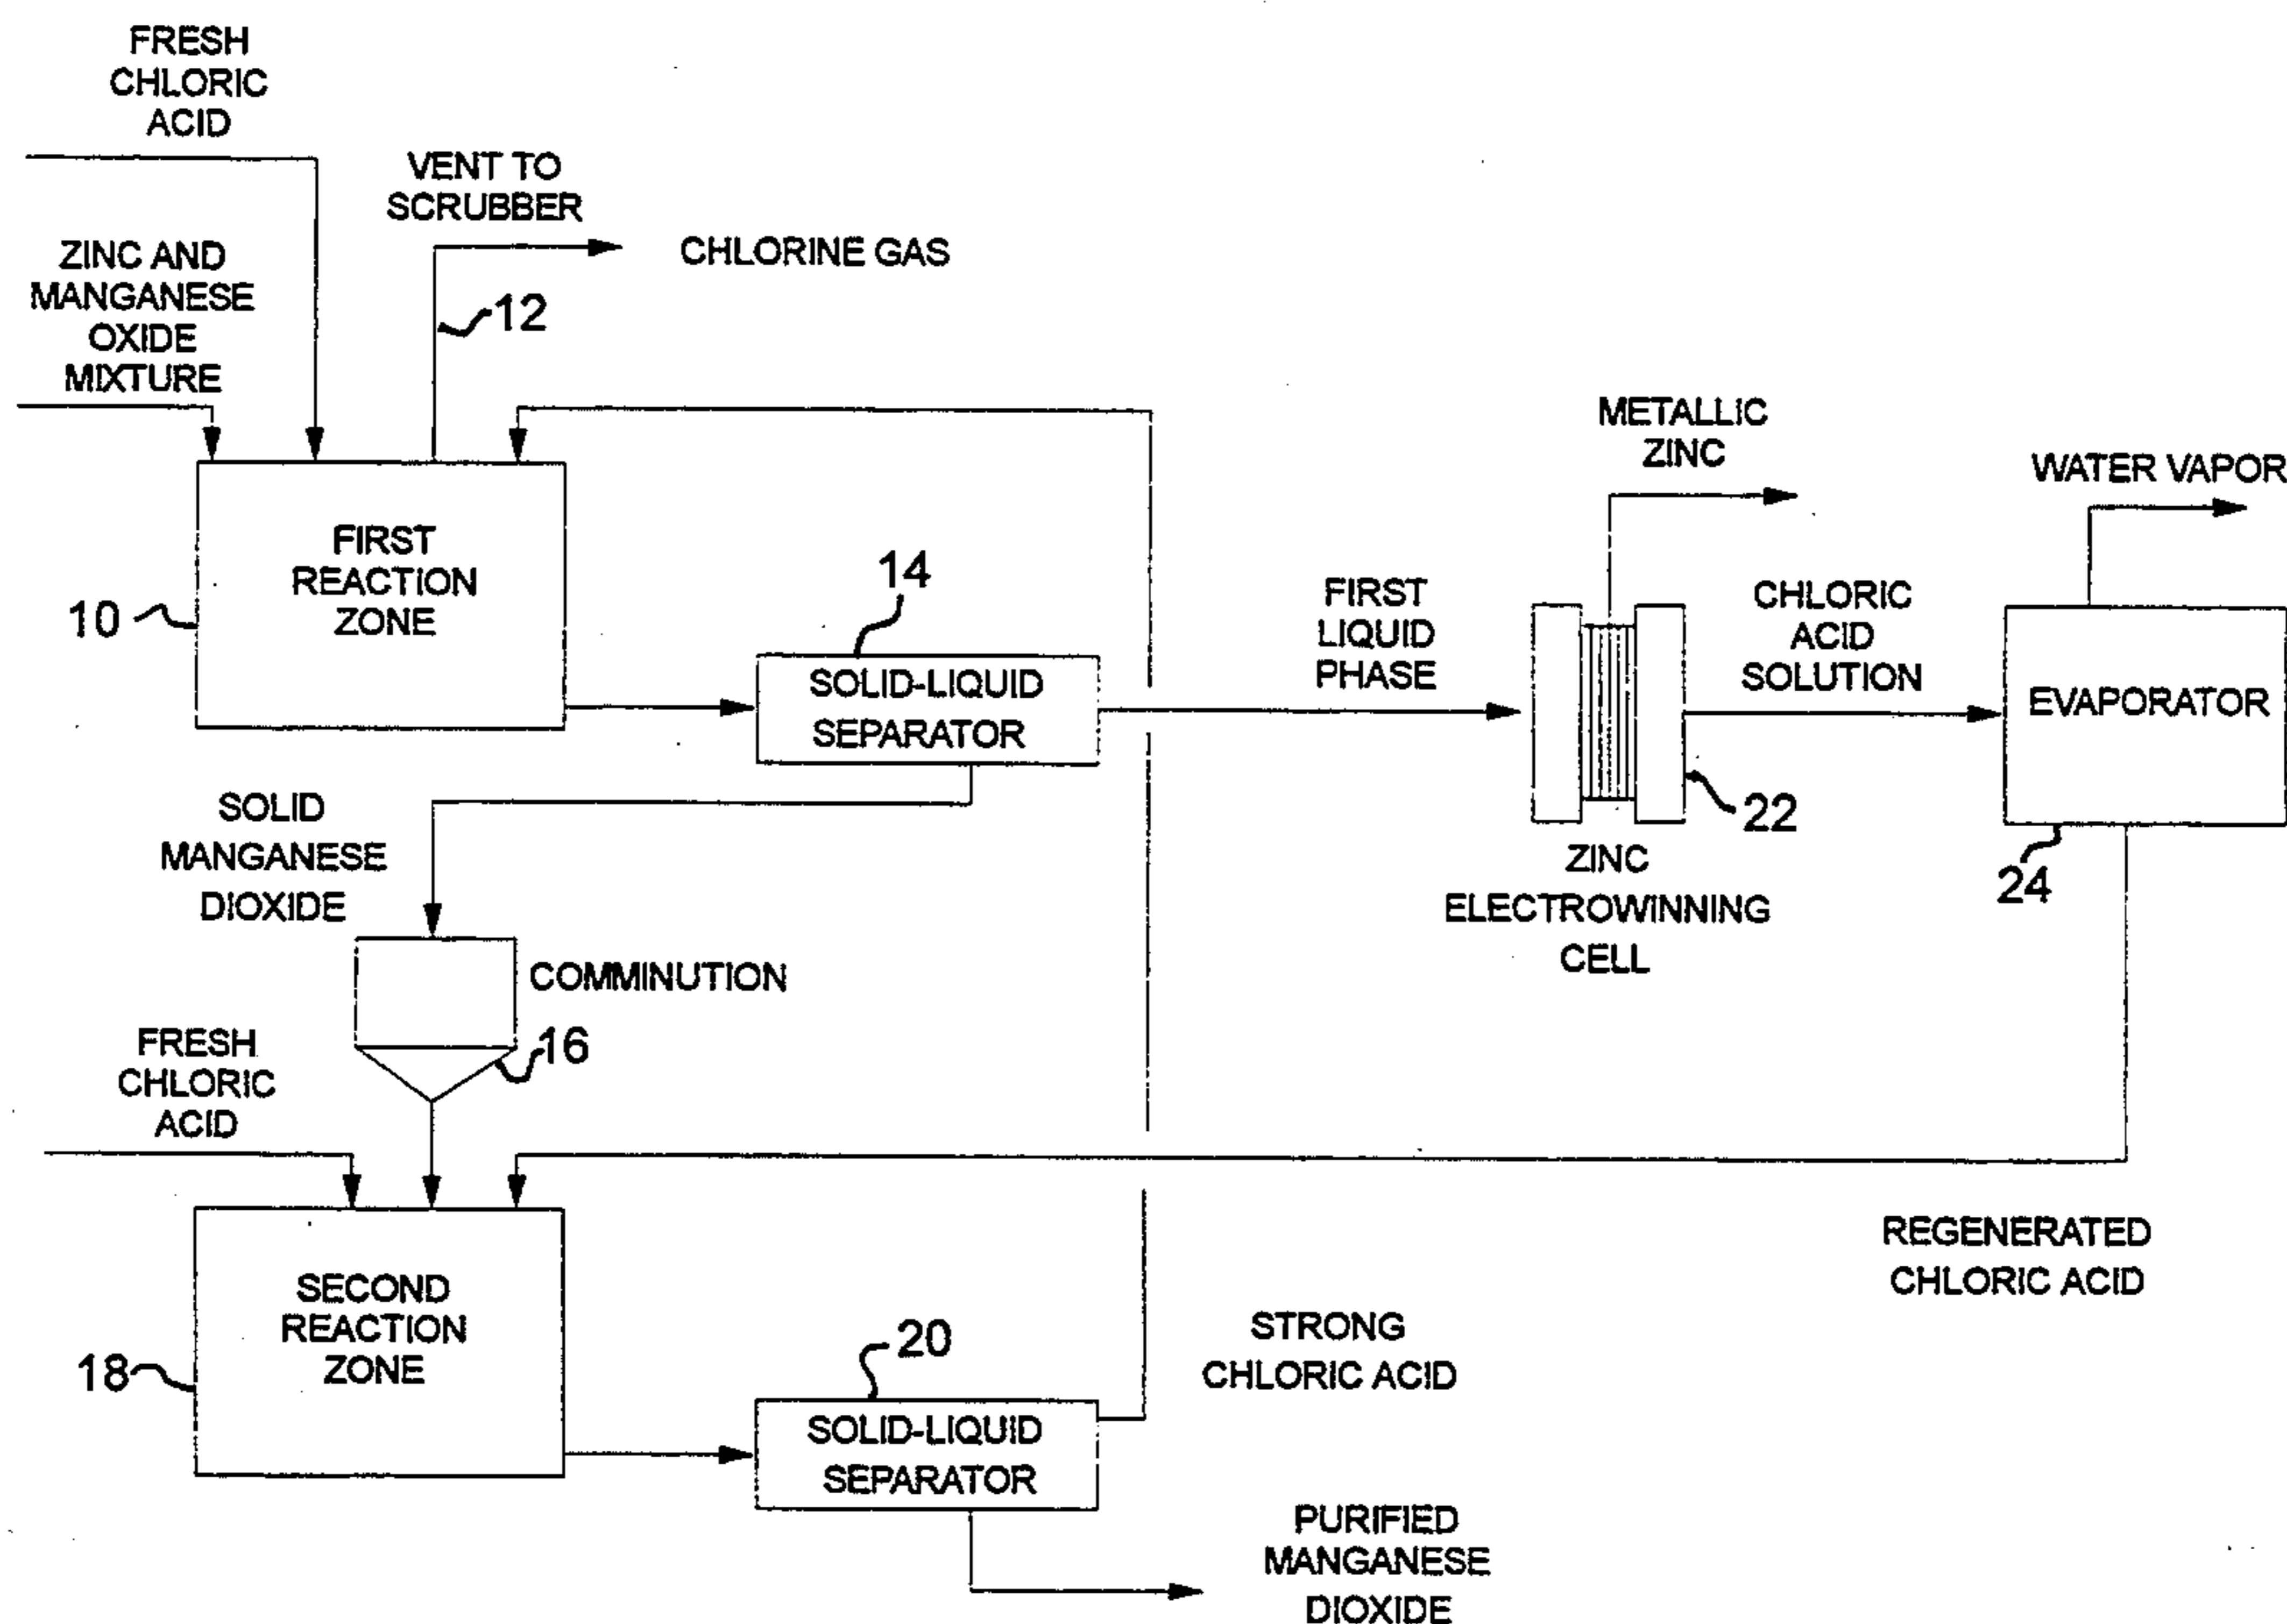 FRESH
CHLORIC
ACID
VENT TO
SCRUBBER
CHLORINE GAS
ZINC AND
MANGANESE
OXIDE
MIXTURE
12
METALLIC
ZINC
WATER VAPOR
FIRST
REACTION
ZONE
10
14
SOLID-LIQUID
SEPARATOR
FIRST
LIQUID
PHASE
CHLORIC
ACID
SOLUTION
EVAPORATOR
22
24
ZINC
ELECTROWINNING
CELL
SOLID
MANGANESE
DIOXIDE
COMMINUTION
16
FRESH
CHLORIC
ACID
SECOND
REACTION
ZONE
18
20
SOLID-LIQUID
SEPARATOR
STRONG
CHLORIC ACID
REGENERATED
CHLORIC ACID
PURIFIED
MANGANESE
DIOXIDE